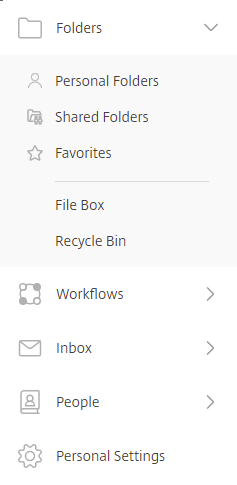 Folders
Personal Folders
Shared Folders
Favorites
File Box
Recycle Bin
Workflows
Inbox
People
Personal Settings